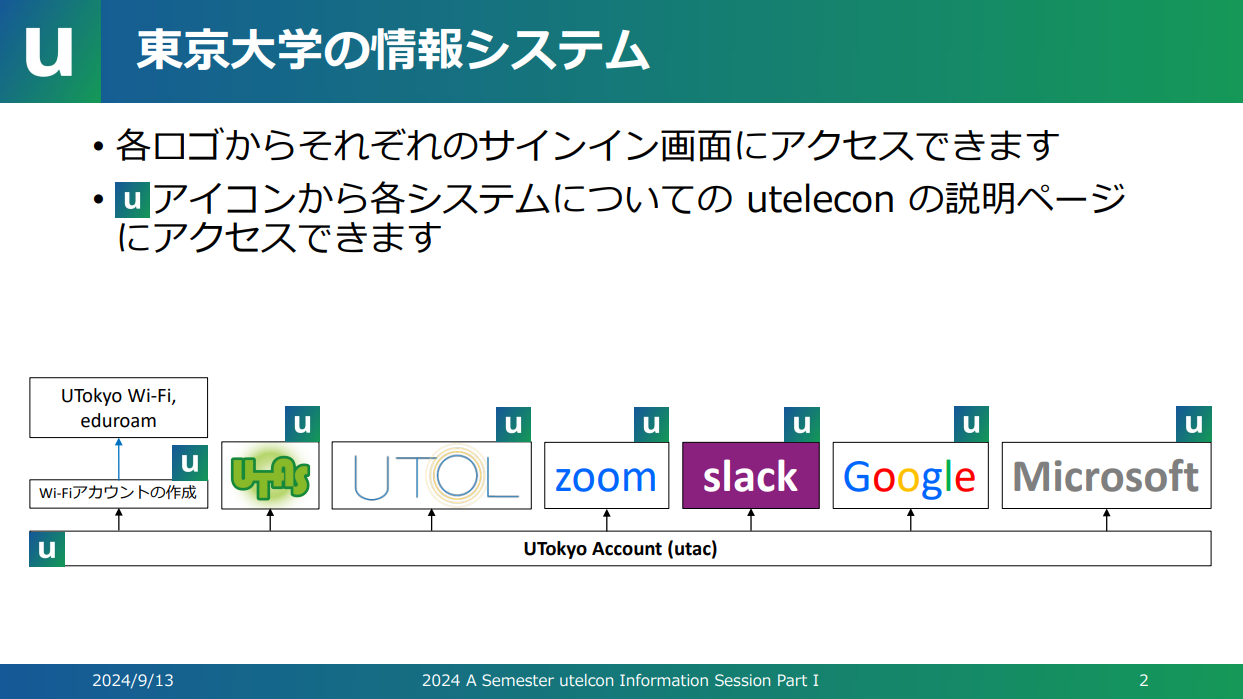 u 東京大学の情報システム
• 各ロゴからそれぞれのサインイン画面にアクセスできます
• u アイコンから各システムについての utelecon の説明ページ
にアクセスできます
UTokyo Wi-Fi,
eduroam
u
Wi-Fiアカウントの作成
u
UTAS
u
UTOL
u
zoom
u
slack
u
Google
u
Microsoft
u
UTokyo Account (utac)
2024/9/13
2024 A Semester utelcon Information Session Part I
2